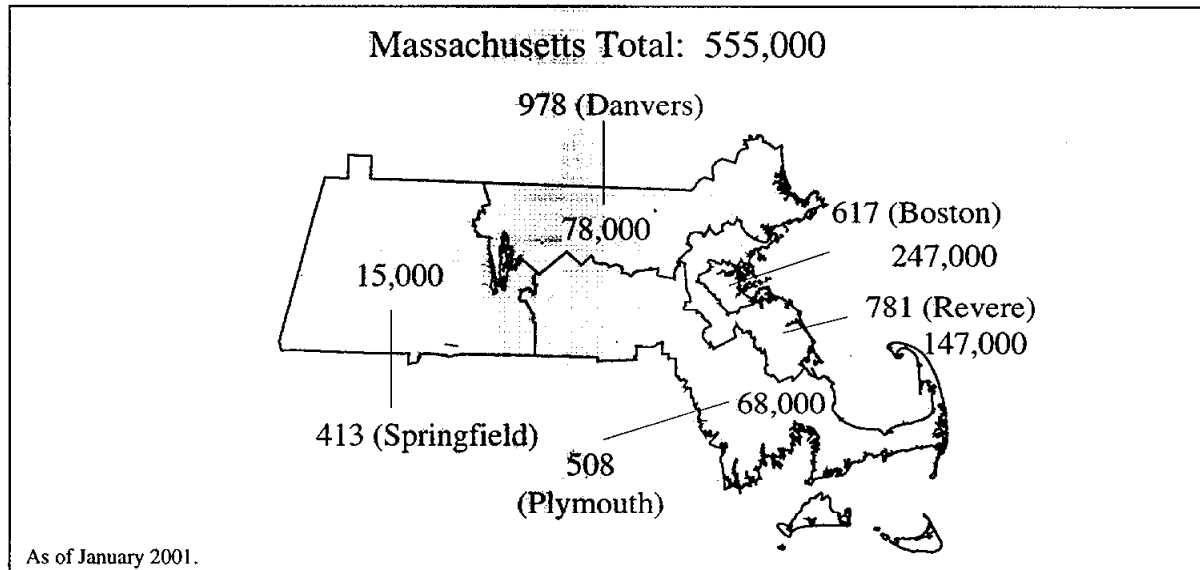 Massachusetts Total: 555,000
978 (Danvers)
617 (Boston)
78,000
247,000
15,000
781 (Revere)
147,000
68,000
413 (Springfield)
508
(Plymouth)
As of January 2001.